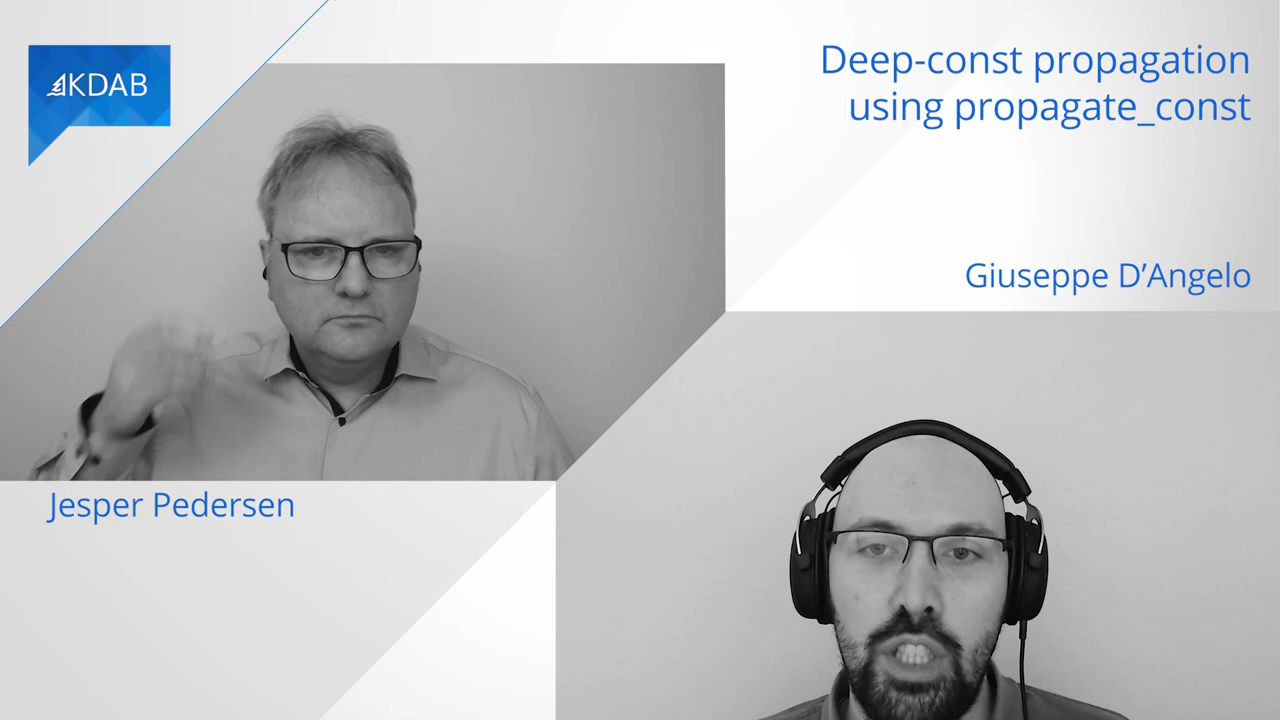 KDAB
Deep-const propagation
using propagate_const
Giuseppe D’Angelo
Jesper Pedersen